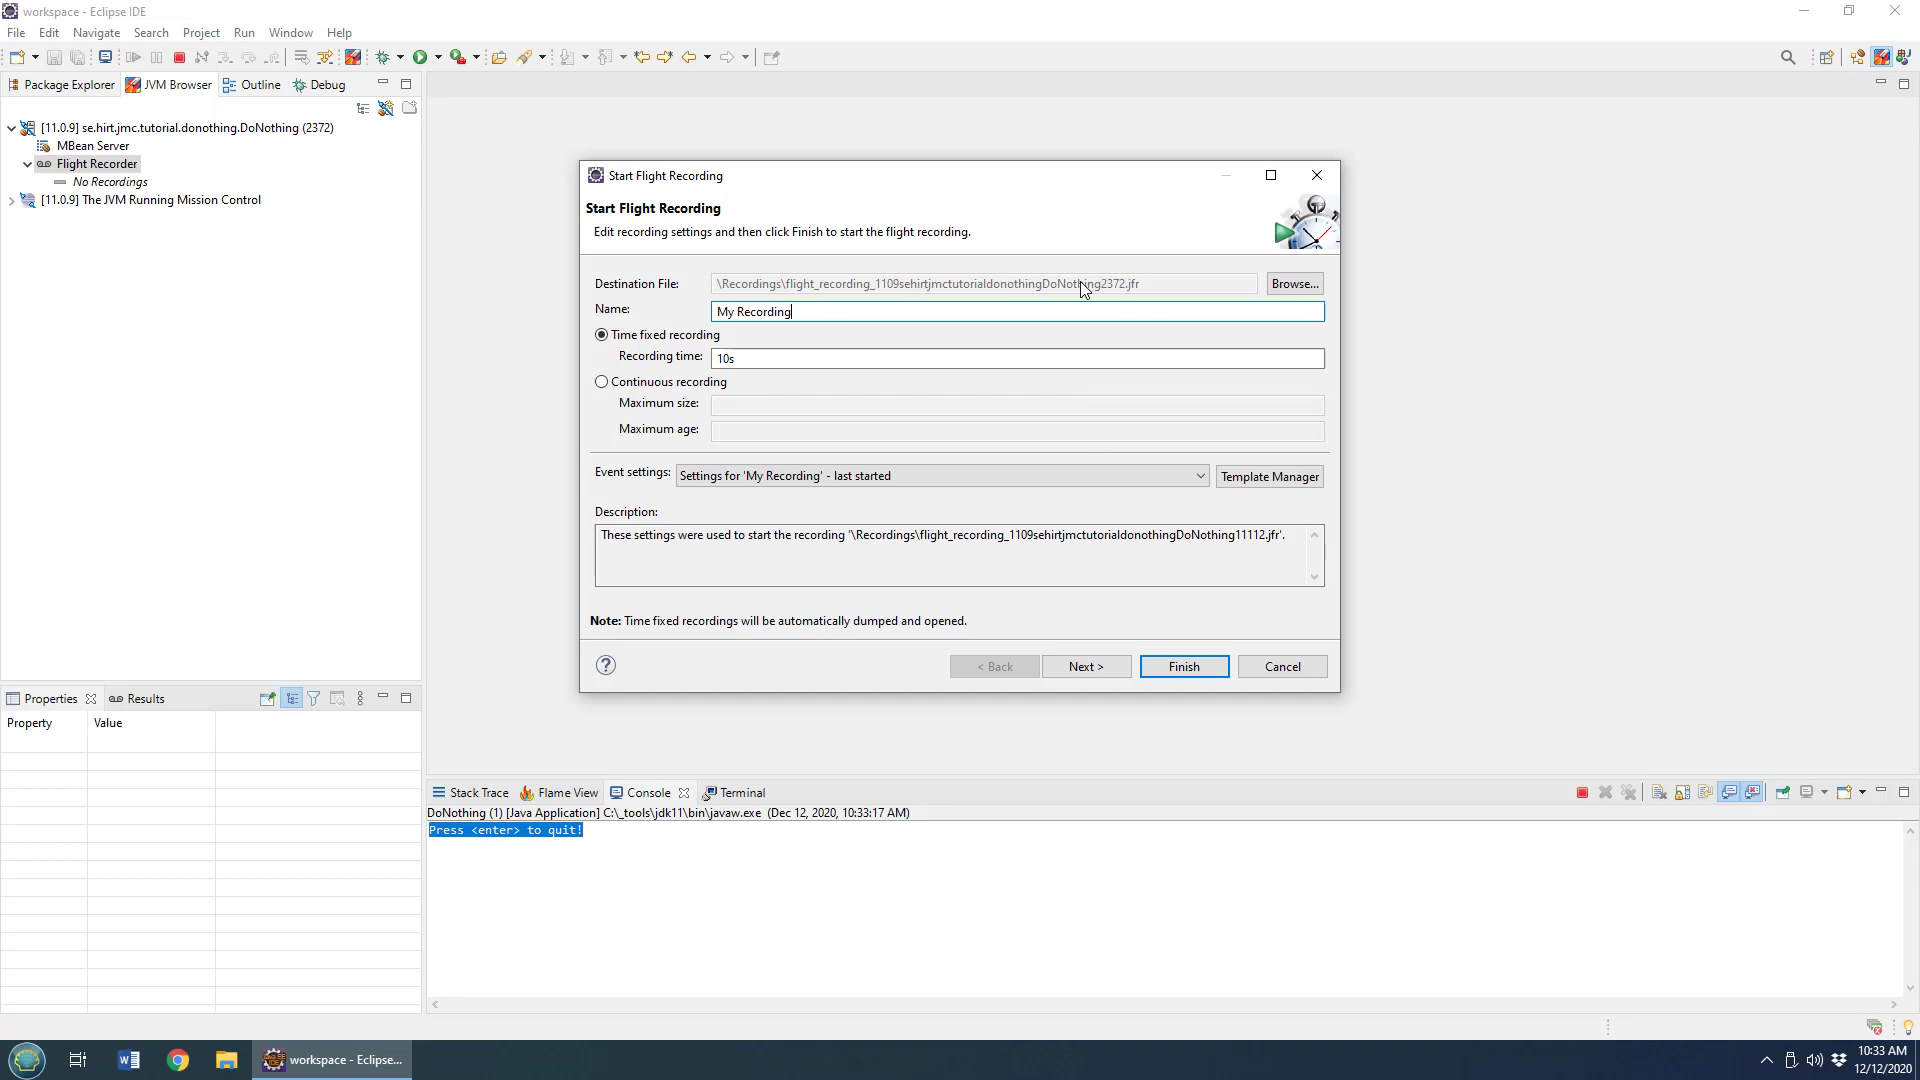 workspace - Eclipse IDE
File Edit Navigate Search Project Run Window Help
Package Explorer JVM Browser Outline Debug
[11.0.9] se.hirt.jmc.tutorial.donothing.DoNothing (2372)
MBean Server
Flight Recorder
No Recordings
[11.0.9] The JVM Running Mission Control
Start Flight Recording
Start Flight Recording
Edit recording settings and then click Finish to start the flight recording.
Destination File: \Recordings\flight_recording_1109sehirtjmctutorialdonothingDoNothing2372.jfr Browse...
Name: My Recording
Time fixed recording
Recording time: 10s
Continuous recording
Maximum size:
Maximum age:
Event settings: Settings for 'My Recording' - last started Template Manager
Description:
These settings were used to start the recording '\Recordings\flight_recording_1109sehirtjmctutorialdonothingDoNothing11112.jfr'.
Note: Time fixed recordings will be automatically dumped and opened.
? < Back Next > Finish Cancel
Properties Results
Property Value
Stack Trace Flame View Console Terminal
DoNothing (1) [Java Application] C:\_tools\jdk11\bin\javaw.exe (Dec 12, 2020, 10:33:17 AM)
Press <enter> to quit!
workspace - Eclipse...
10:33 AM
12/12/2020